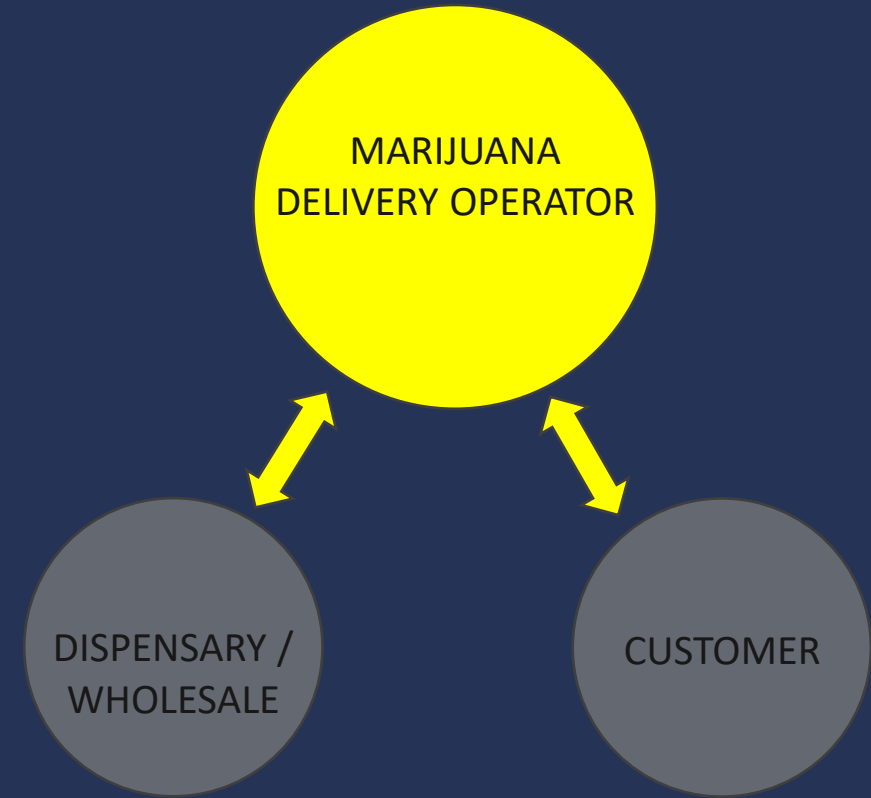 MARIJUANA
DELIVERY OPERATOR
DISPENSARY /
WHOLESALE
CUSTOMER